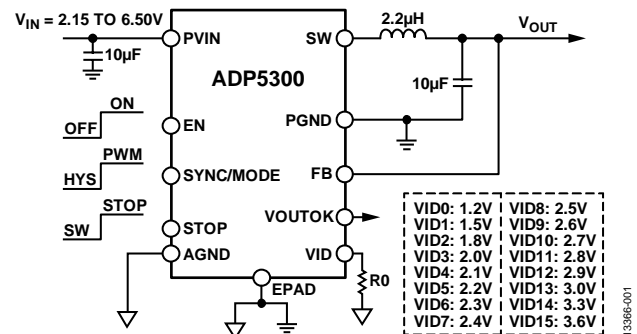 VIN = 2.15 TO 6.50V
10µF
PVIN
SW
2.2µH
VOUT
ADP5300
10µF
ON
OFF
EN
PGND
PWM
HYS
SYNC/MODE
FB
STOP
SW
STOP
VOUTOK
AGND
VID
R0
EPAD
VID0: 1.2V
VID1: 1.5V
VID2: 1.8V
VID3: 2.0V
VID4: 2.1V
VID5: 2.2V
VID6: 2.3V
VID7: 2.4V
VID8: 2.5V
VID9: 2.6V
VID10: 2.7V
VID11: 2.8V
VID12: 2.9V
VID13: 3.0V
VID14: 3.3V
VID15: 3.6V
13366-001